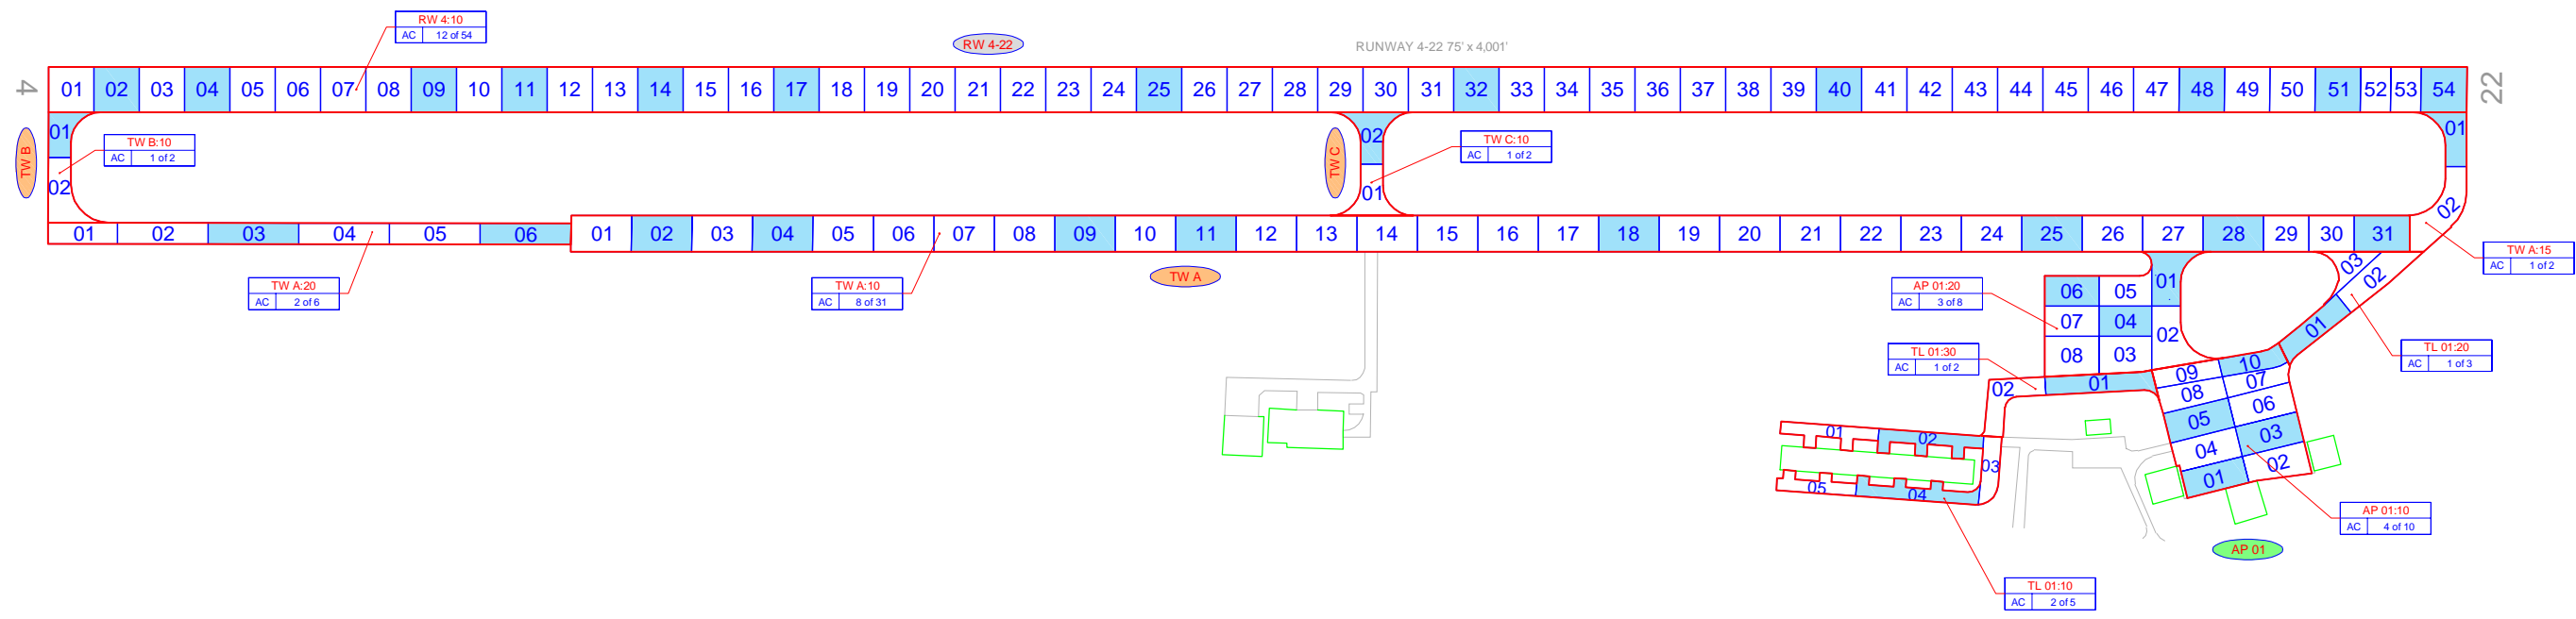 RW 4:10
AC 12 of 54
RW 4-22
RUNWAY 4-22 75' x 4,001'
4
01 02 03 04 05 06 07 08 09 10 11 12 13 14 15 16 17 18 19 20 21 22 23 24 25 26 27 28 29 30 31 32 33 34 35 36 37 38 39 40 41 42 43 44 45 46 47 48 49 50 51 52 53 54
22
TW B
01
02
TW B:10
AC 1 of 2
TW C
02
01
TW C:10
AC 1 of 2
01
02
01 02 03 04 05 06
01 02 03 04 05 06 07 08 09 10 11 12 13 14 15 16 17 18 19 20 21 22 23 24 25 26 27 28 29 30 31
TW A:15
AC 1 of 2
TW A:20
AC 2 of 6
TW A:10
AC 8 of 31
TW A
AP 01:20
AC 3 of 8
06 05 01
07 04 02
08 03
03
02
01
TL 01:20
AC 1 of 3
TL 01:30
AC 1 of 2
02 01
09 10
08 07
05 06
04 03
01 02
01 02
03
05 04
AP 01:10
AC 4 of 10
AP 01
TL 01:10
AC 2 of 5